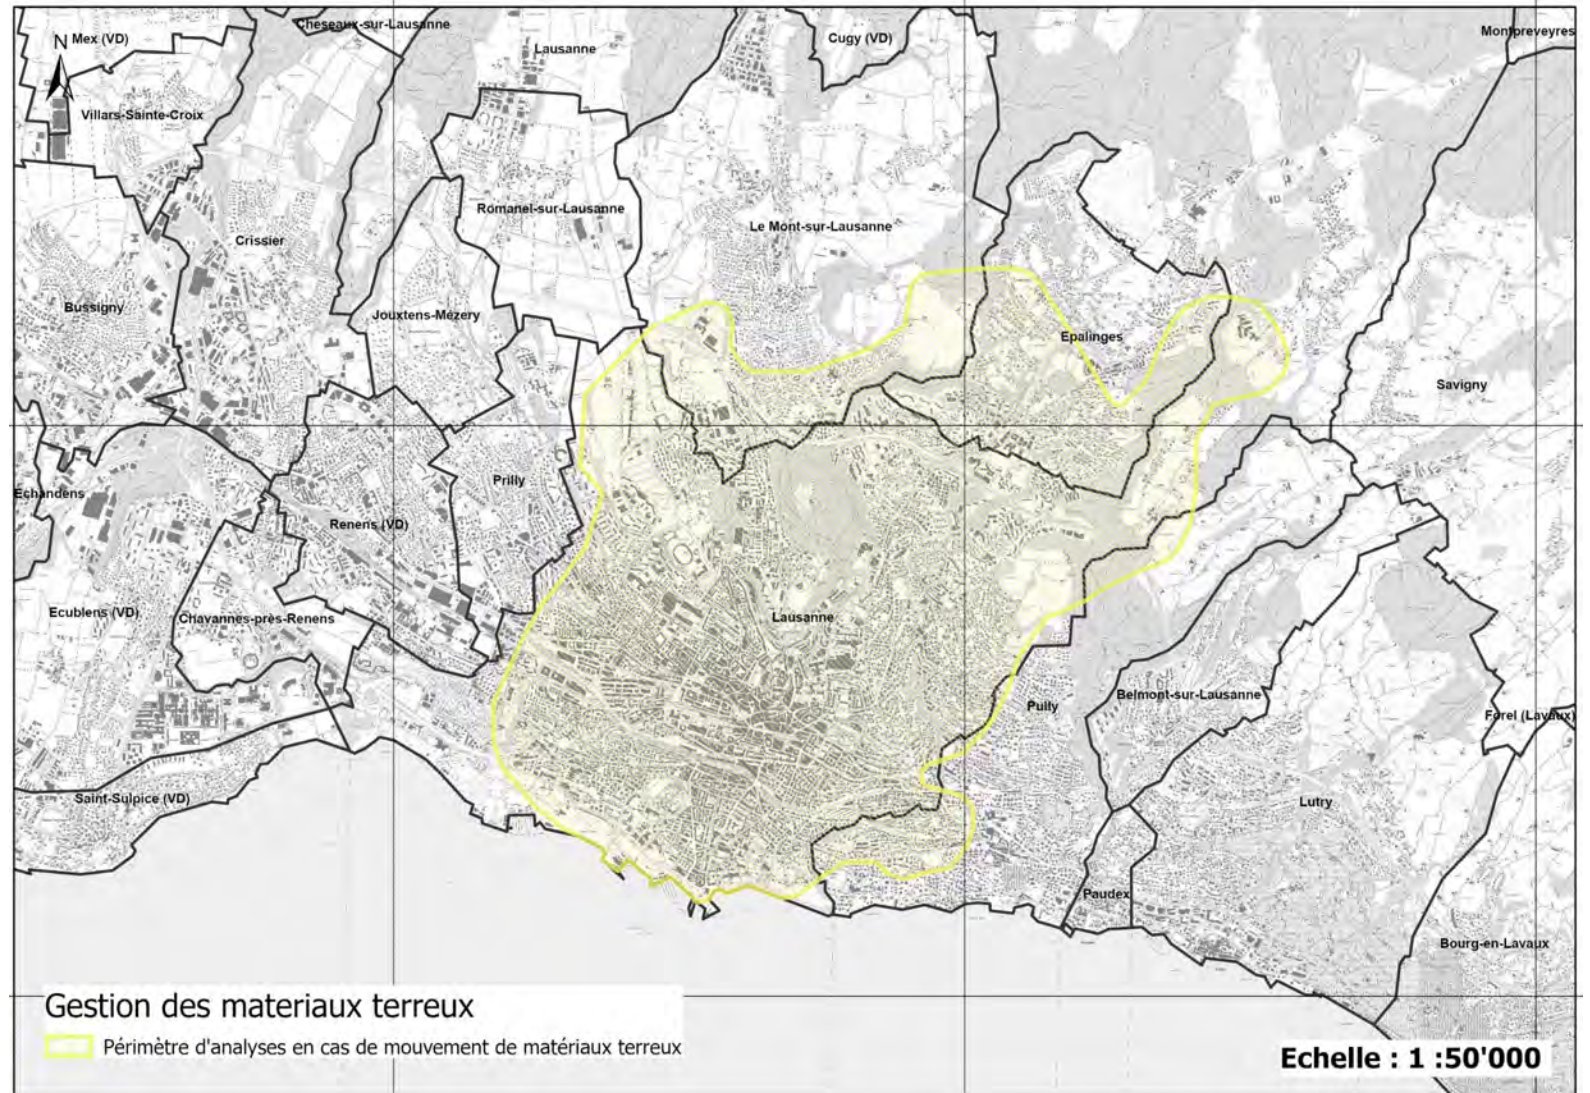 Cheseaux-sur-Lausanne
Mex (VD)
N
Lausanne
Cugy (VD)
Montpreveyres
Villars-Sainte-Croix
Romanel-sur-Lausanne
Le Mont-sur-Lausanne
Crissier
Bussigny
Jouxtens-Mézery
Epalinges
Savigny
Prilly
Echandens
Renens (VD)
Ecublens (VD)
Chavannes-près-Renens
Lausanne
Belmont-sur-Lausanne
Pully
Forel (Lavaux)
Saint-Sulpice (VD)
Lutry
Paudex
Bourg-en-Lavaux
Gestion des materiaux terreux
Périmètre d'analyses en cas de mouvement de matériaux terreux
Echelle : 1 :50'000